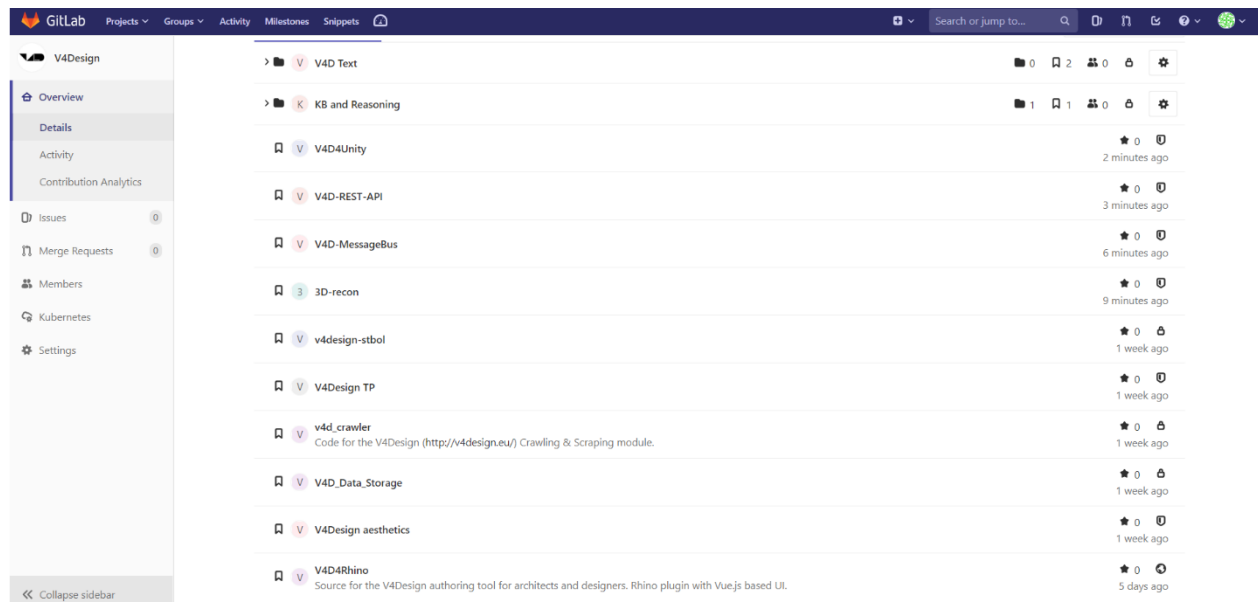 GitLab Projects Groups Activity Milestones Snippets Search or jump to...
V4Design
Overview
Details
Activity
Contribution Analytics
Issues 0
Merge Requests 0
Members
Kubernetes
Settings
Collapse sidebar
V V4D Text 0 2 0
K KB and Reasoning 1 1 0
V V4D4Unity 0
2 minutes ago
V V4D-REST-API 0
3 minutes ago
V V4D-MessageBus 0
6 minutes ago
3 3D-recon 0
9 minutes ago
V v4design-stbol 0
1 week ago
V V4Design TP 0
1 week ago
V v4d_crawler 0
Code for the V4Design (http://v4design.eu/) Crawling & Scraping module.
1 week ago
V V4D_Data_Storage 0
1 week ago
V V4Design aesthetics 0
1 week ago
V V4D4Rhino 0
Source for the V4Design authoring tool for architects and designers. Rhino plugin with Vue.js based UI.
5 days ago